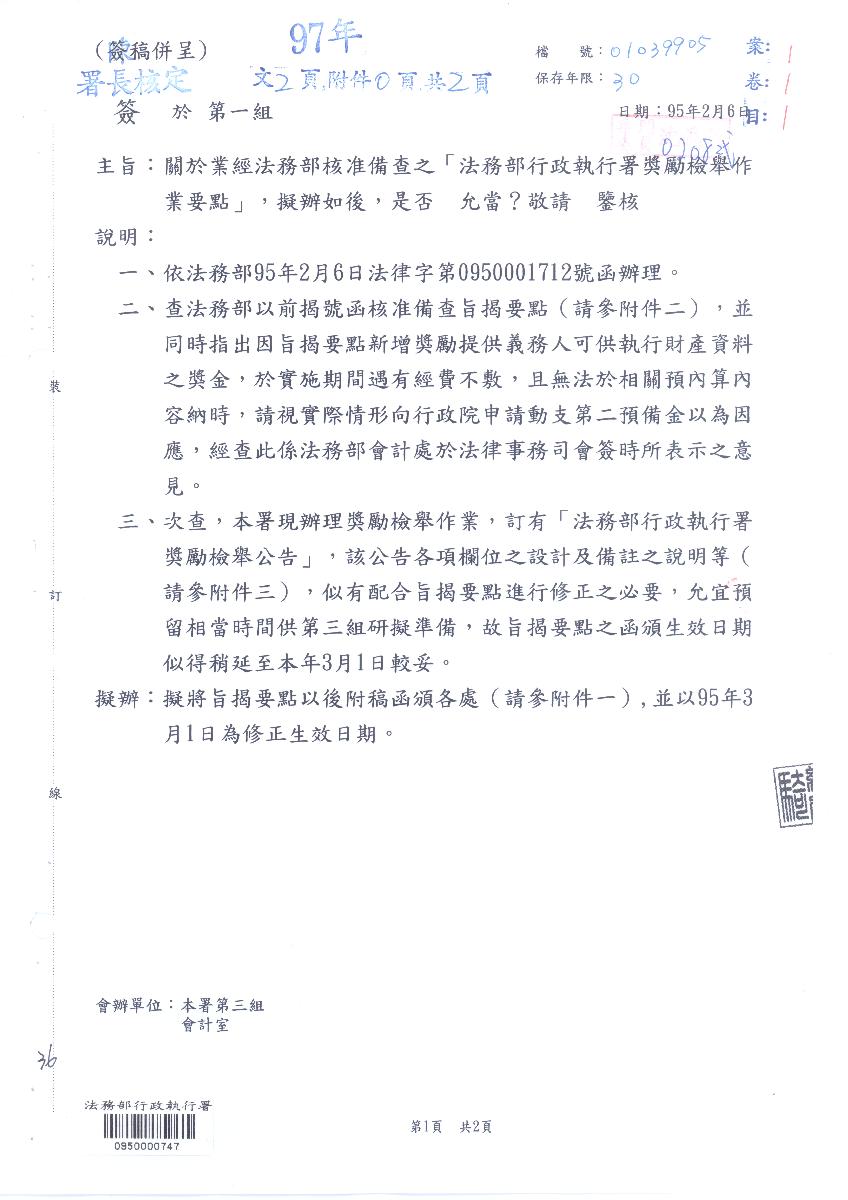 97年
(簽稿併呈)
檔　號：01039905
案：1
署長核定
文2頁,附件0頁,共2頁
保存年限：30
卷：1
簽　於 第一組
日期：95年2月6日
目：1
主旨：關於業經法務部核准備查之「法務部行政執行署獎勵檢舉作
業要點」，擬辦如後，是否　允當？敬請　鑒核
說明：
一、依法務部95年2月6日法律字第0950001712號函辦理。
二、查法務部以前揭號函核准備查旨揭要點（請參附件二），並
同時指出因旨揭要點新增獎勵提供義務人可供執行財產資料
之獎金，於實施期間遇有經費不敷，且無法於相關預內算內
容納時，請視實際情形向行政院申請動支第二預備金以為因
應，經查此係法務部會計處於法律事務司會簽時所表示之意
見。
三、次查，本署現辦理獎勵檢舉作業，訂有「法務部行政執行署
獎勵檢舉公告」，該公告各項欄位之設計及備註之說明等（
請參附件三），似有配合旨揭要點進行修正之必要，允宜預
留相當時間供第三組研擬準備，故旨揭要點之函頒生效日期
似得稍延至本年3月1日較妥。
擬辦：擬將旨揭要點以後附稿函頒各處（請參附件一）,並以95年3
月1日為修正生效日期。
裝
訂
線
會辦單位：本署第三組
會計室
36
法務部行政執行署
0950000747
第1頁　共2頁